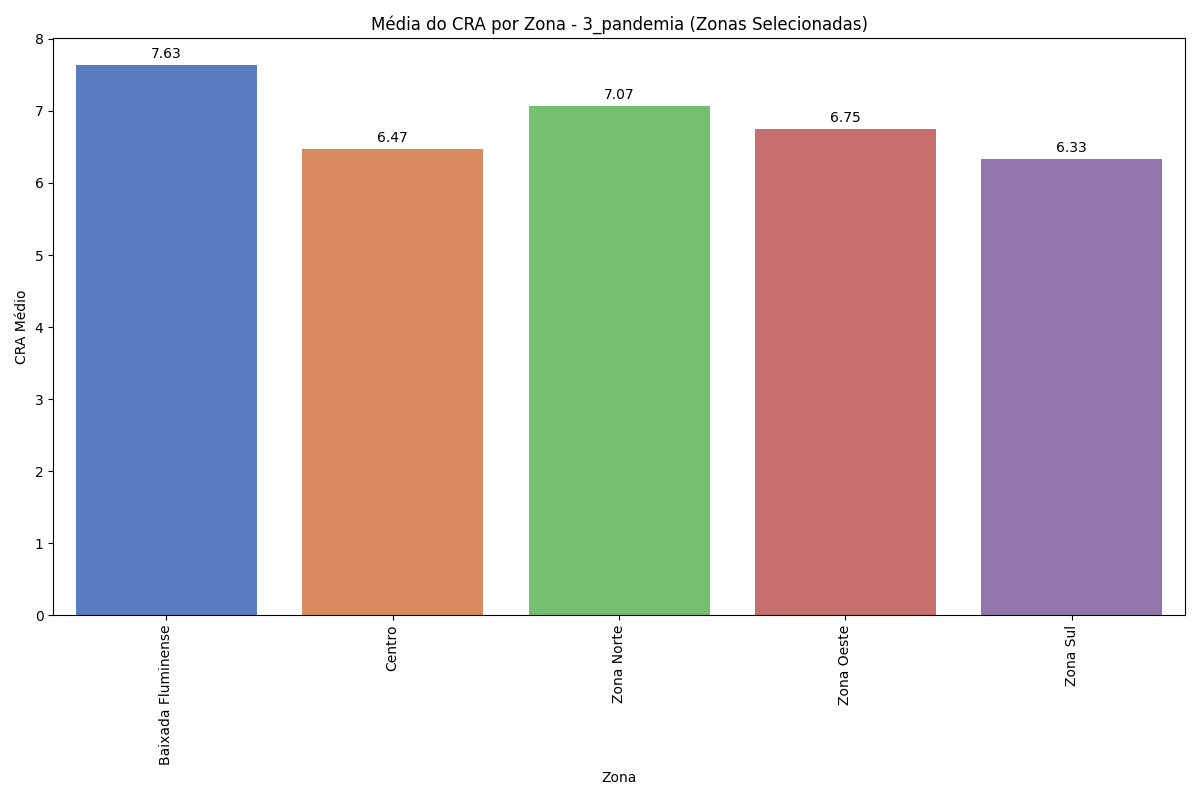 Média do CRA por Zona - 3_pandemia (Zonas Selecionadas)
8
7
6
5
4
3
2
1
0
CRA Médio
7.63
6.47
7.07
6.75
6.33
Baixada Fluminense
Centro
Zona Norte
Zona Oeste
Zona Sul
Zona